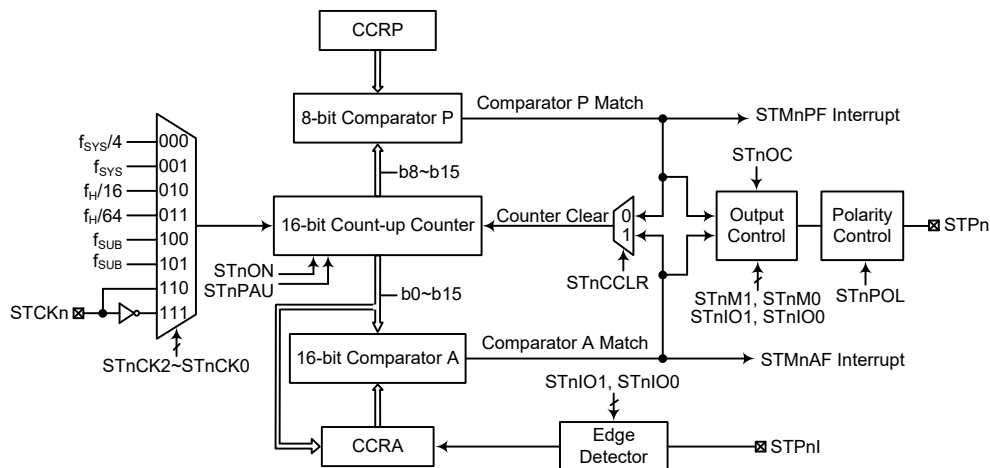 CCRP
8-bit Comparator P
Comparator P Match
STMnPF Interrupt
fSYS/4
000
fSYS
001
fH/16
010
fH/64
011
fSUB
100
fSUB
101
110
111
STCKn
STnCK2~STnCK0
b8~b15
16-bit Count-up Counter
Counter Clear
0
1
STnCCLR
STnON
STnPAU
b0~b15
STnOC
Output
Control
Polarity
Control
STPn
STnM1, STnM0
STnIO1, STnIO0
STnPOL
16-bit Comparator A
Comparator A Match
STMnAF Interrupt
STnIO1, STnIO0
CCRA
Edge
Detector
STPnI